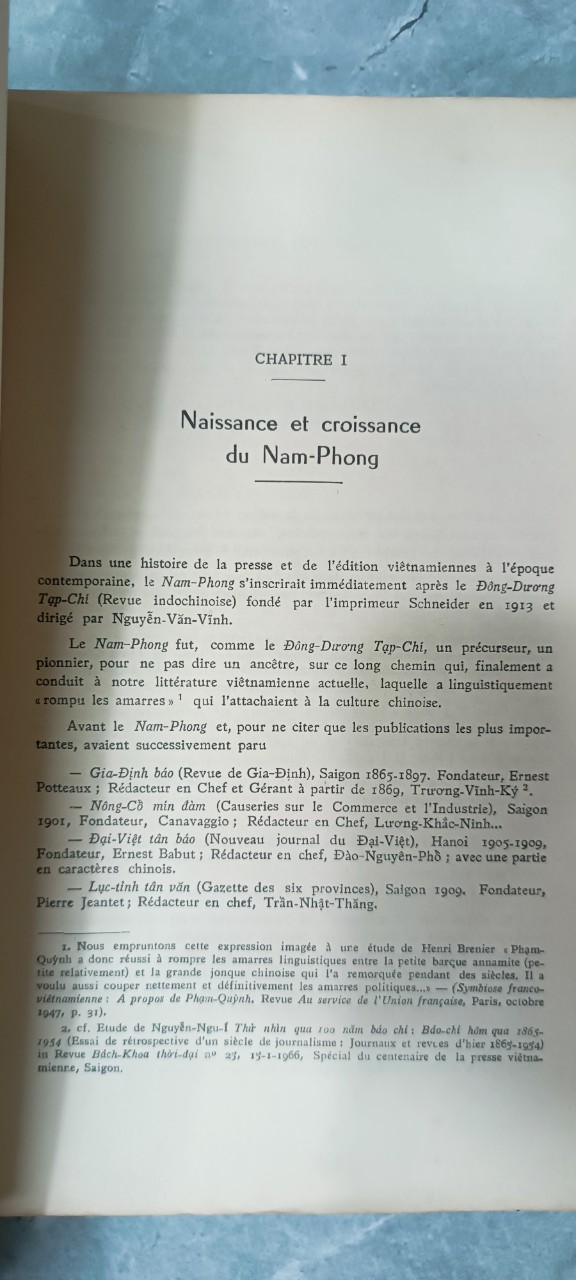 CHAPITRE I
Naissance et croissance
du Nam-Phong
Dans une histoire de la presse et de l'édition viêtnamiennes à l'époque
contemporaine, le Nam-Phong s'inscrirait immédiatement après le Đông-Dương
Tạp-Chí (Revue indochinoise) fondé par l'imprimeur Schneider en 1913 et
dirigé par Nguyễn-Văn-Vĩnh.
Le Nam-Phong fut, comme le Đông-Dương Tạp-Chí, un précurseur, un
pionnier, pour ne pas dire un ancêtre, sur ce long chemin qui, finalement a
conduit à notre littérature viêtnamienne actuelle, laquelle a linguistiquement
« rompu les amarres » 1 qui l'attachaient à la culture chinoise.
Avant le Nam-Phong et, pour ne citer que les publications les plus impor-
tantes, avaient successivement paru
— Gia-Định báo (Revue de Gia-Định), Saigon 1865-1897. Fondateur, Ernest
Potteaux ; Rédacteur en Chef et Gérant à partir de 1869, Trương-Vĩnh-Ký 2.
— Nông-Cồ mín đàm (Causeries sur le Commerce et l'Industrie), Saigon
1901, Fondateur, Canavaggio ; Rédacteur en Chef, Lương-Khắc-Ninh...
— Đại-Việt tân báo (Nouveau journal du Đại-Việt), Hanoi 1905-1909,
Fondateur, Ernest Babut ; Rédacteur en chef, Đào-Nguyên-Phồ ; avec une partie
en caractères chinois.
— Lục-tỉnh tân văn (Gazette des six provinces), Saigon 1909. Fondateur,
Pierre Jeantet ; Rédacteur en chef, Trần-Nhật-Thăng.
1. Nous empruntons cette expression imagée à une étude de Henri Brenier « Phạm-
Quỳnh a donc réussi à rompre les amarres linguistiques entre la petite barque annamite (pe-
tite relativement) et la grande jonque chinoise qui l'a remorquée pendant des siècles. Il a
voulu aussi couper nettement et définitivement les amarres politiques...» — (Symbiose franco-
viêtnamienne : A propos de Phạm-Quỳnh. Revue Au service de l'Union française, Paris, octobre
1947, p. 31).
2. cf. Etude de Nguyễn-Ngu-Í Thử nhìn qua 100 năm báo chí : Báo-chí hôm qua 1865-
1954 (Essai de rétrospective d'un siècle de journalisme : Journaux et revues d'hier 1865-1954)
in Revue Bách-Khoa thời-đại nº 25, 15-1-1966, Spécial du centenaire de la presse viêtna-
mienne, Saigon.